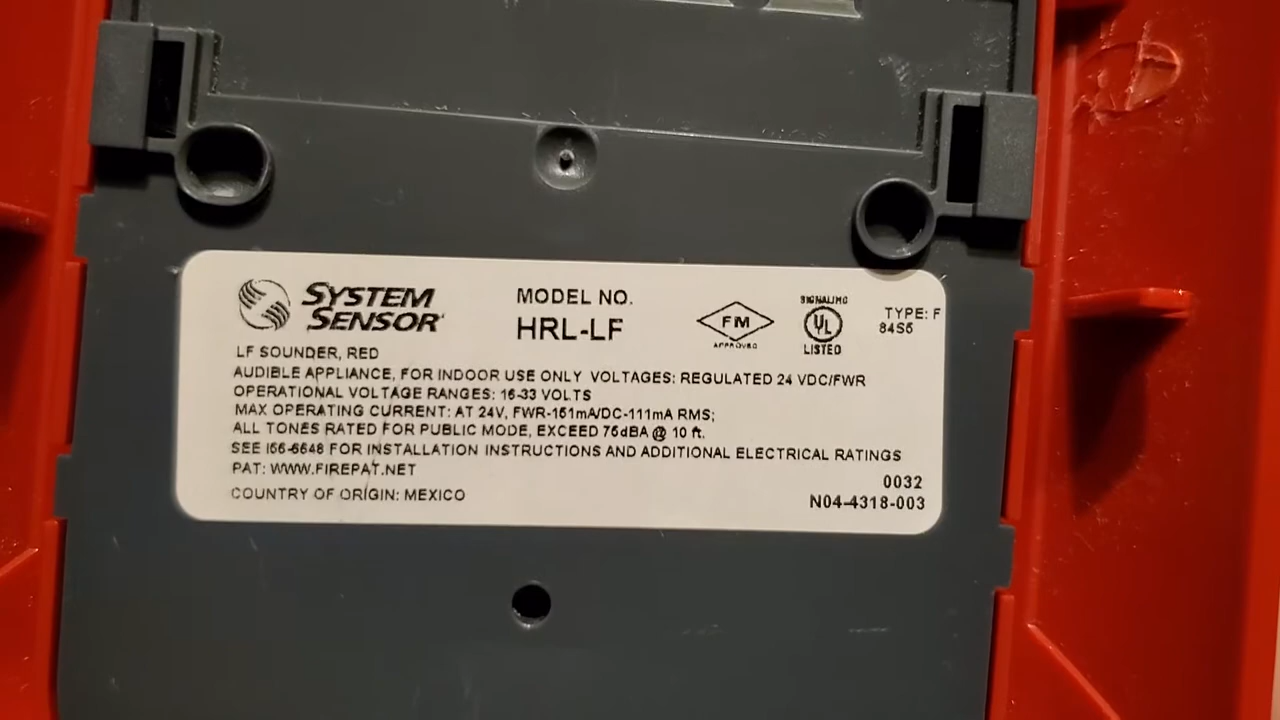 SYSTEM
SENSOR
MODEL NO.
HRL-LF
FM
APPROVED
SIGNALING
UL
LISTED
TYPE: F
84S6
LF SOUNDER, RED
AUDIBLE APPLIANCE, FOR INDOOR USE ONLY VOLTAGES: REGULATED 24 VDC/FWR
OPERATIONAL VOLTAGE RANGES: 16-33 VOLTS
MAX OPERATING CURRENT: AT 24V, FWR-151mA/DC-111mA RMS;
ALL TONES RATED FOR PUBLIC MODE, EXCEED 75dBA @ 10 ft.
SEE I56-6648 FOR INSTALLATION INSTRUCTIONS AND ADDITIONAL ELECTRICAL RATINGS
PAT: WWW.FIREPAT.NET
COUNTRY OF ORIGIN: MEXICO
0032
N04-4318-003